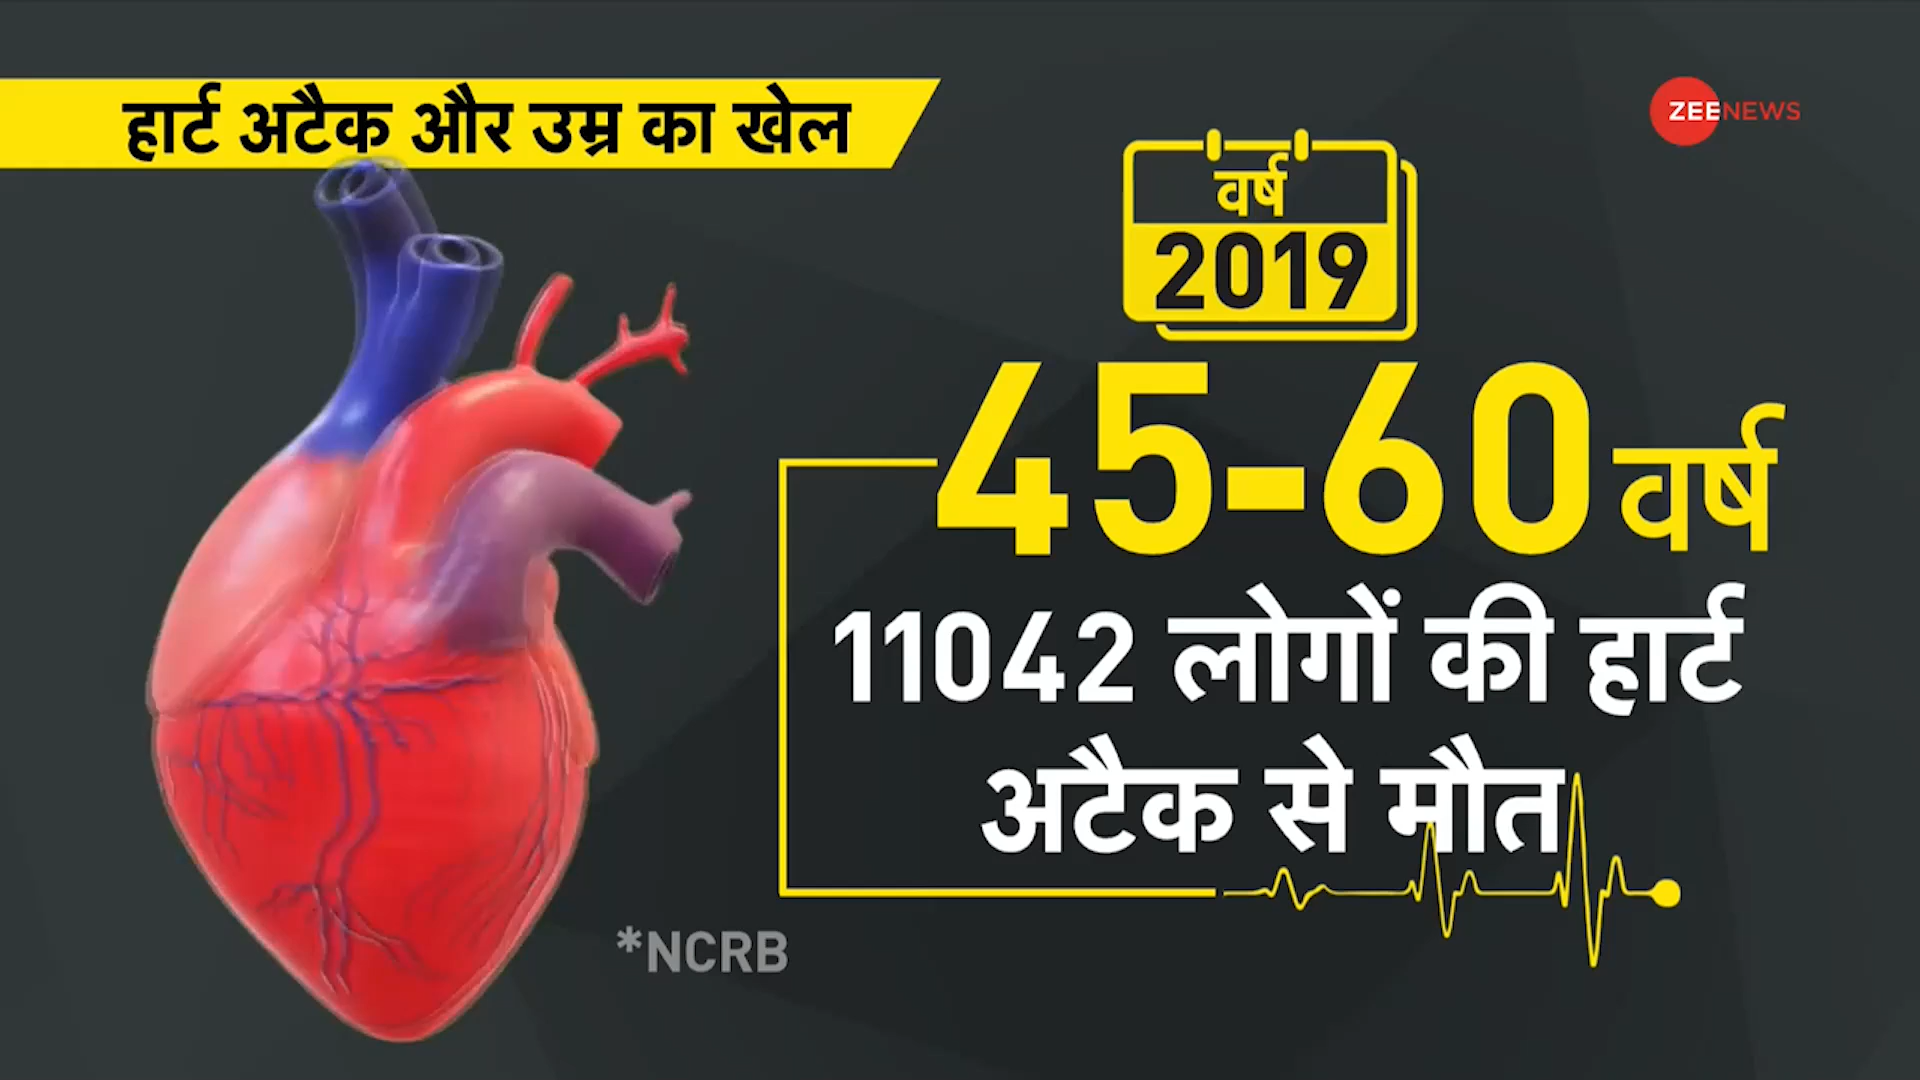 हार्ट अटैक और उम्र का खेल
ZEENEWS
वर्ष
2019
45-60 वर्ष
11042 लोगों की हार्ट
अटैक से मौत
*NCRB